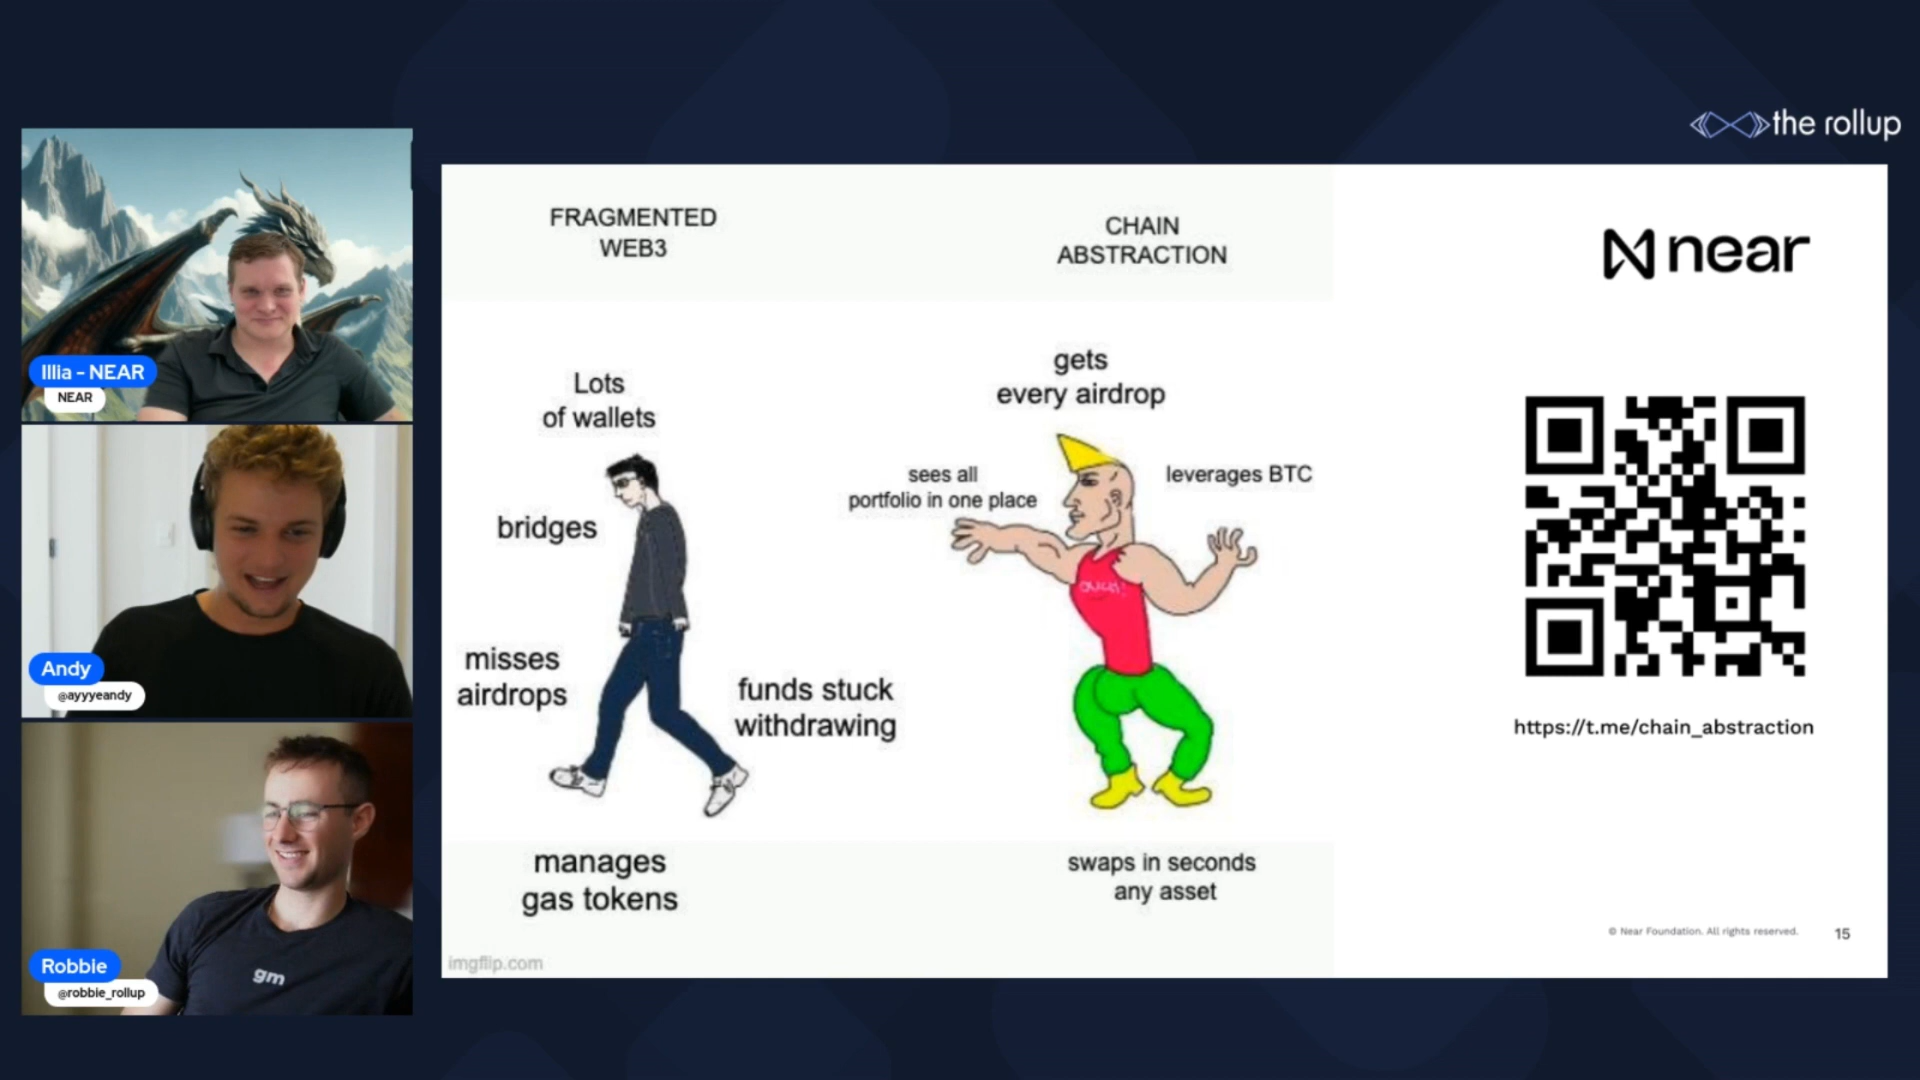 the rollup
Illia - NEAR
NEAR
Andy
@ayyyeandy
gm
Robbie
@robbie_rollup
FRAGMENTED
WEB3
Lots
of wallets
bridges
misses
airdrops
funds stuck
withdrawing
manages
gas tokens
imgflip.com
CHAIN
ABSTRACTION
gets
every airdrop
sees all
portfolio in one place
leverages BTC
swaps in seconds
any asset
near
https://t.me/chain_abstraction
© Near Foundation. All rights reserved.
15